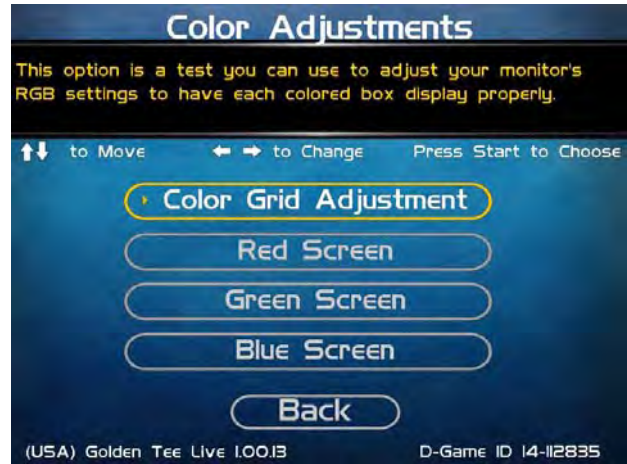 Color Adjustments
This option is a test you can use to adjust your monitor's
RGB settings to have each colored box display properly.
to Move to Change Press Start to Choose
Color Grid Adjustment
Red Screen
Green Screen
Blue Screen
Back
(USA) Golden Tee Live 1.00.13 D-Game ID 14-112835